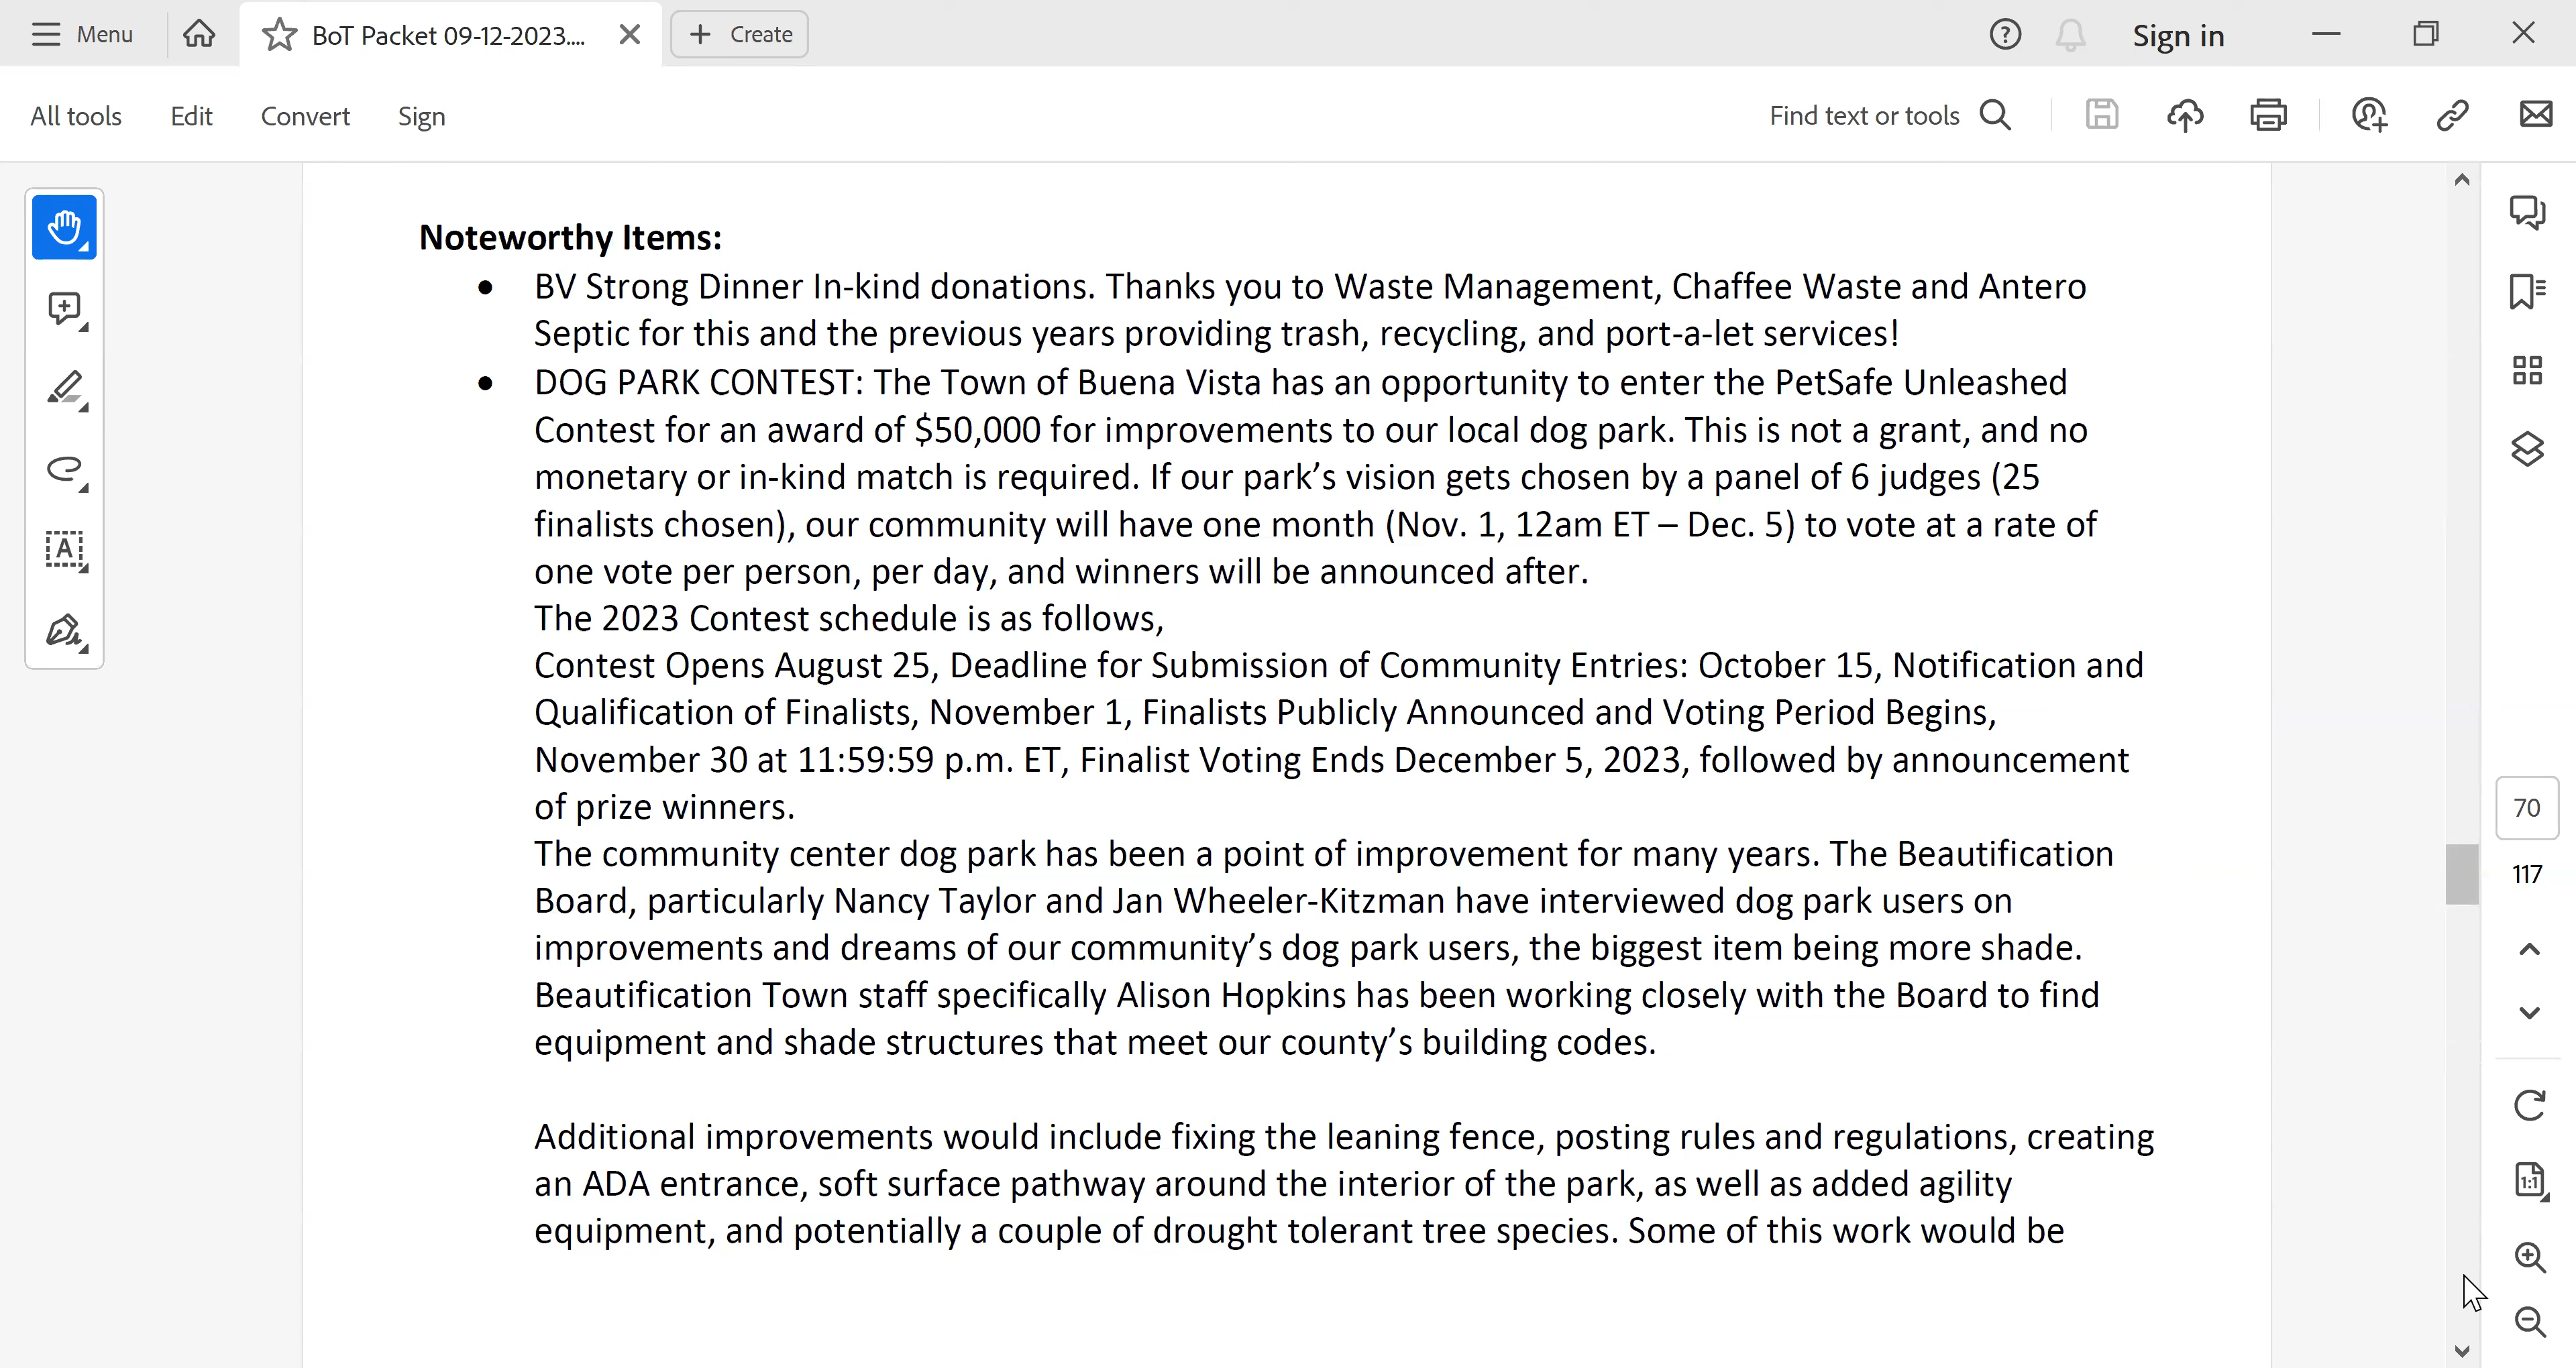 Menu
BoT Packet 09-12-2023....
Create
Sign in
All tools
Edit
Convert
Sign
Find text or tools
Noteworthy Items:
• BV Strong Dinner In-kind donations. Thanks you to Waste Management, Chaffee Waste and Antero
Septic for this and the previous years providing trash, recycling, and port-a-let services!
• DOG PARK CONTEST: The Town of Buena Vista has an opportunity to enter the PetSafe Unleashed
Contest for an award of $50,000 for improvements to our local dog park. This is not a grant, and no
monetary or in-kind match is required. If our park’s vision gets chosen by a panel of 6 judges (25
finalists chosen), our community will have one month (Nov. 1, 12am ET – Dec. 5) to vote at a rate of
one vote per person, per day, and winners will be announced after.
The 2023 Contest schedule is as follows,
Contest Opens August 25, Deadline for Submission of Community Entries: October 15, Notification and
Qualification of Finalists, November 1, Finalists Publicly Announced and Voting Period Begins,
November 30 at 11:59:59 p.m. ET, Finalist Voting Ends December 5, 2023, followed by announcement
of prize winners.
The community center dog park has been a point of improvement for many years. The Beautification
Board, particularly Nancy Taylor and Jan Wheeler-Kitzman have interviewed dog park users on
improvements and dreams of our community’s dog park users, the biggest item being more shade.
Beautification Town staff specifically Alison Hopkins has been working closely with the Board to find
equipment and shade structures that meet our county’s building codes.
Additional improvements would include fixing the leaning fence, posting rules and regulations, creating
an ADA entrance, soft surface pathway around the interior of the park, as well as added agility
equipment, and potentially a couple of drought tolerant tree species. Some of this work would be
70
117
1:1